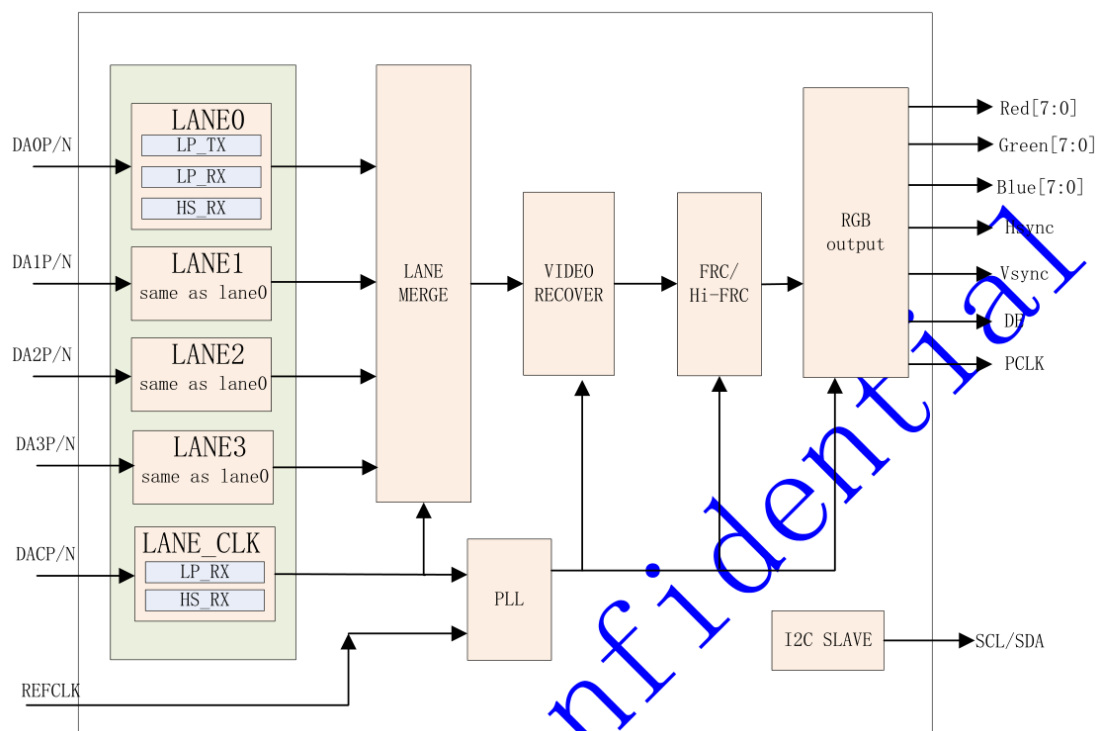 LANE0
LP_TX
LP_RX
HS_RX
DA0P/N
LANE1
same as lane0
DA1P/N
LANE2
same as lane0
DA2P/N
LANE3
same as lane0
DA3P/N
LANE_CLK
LP_RX
HS_RX
DACP/N
REFCLK
LANE
MERGE
PLL
VIDEO
RECOVER
FRC/
Hi-FRC
RGB
output
Red[7:0]
Green[7:0]
Blue[7:0]
Hsync
Vsync
DE
PCLK
I2C SLAVE
SCL/SDA
nfidential